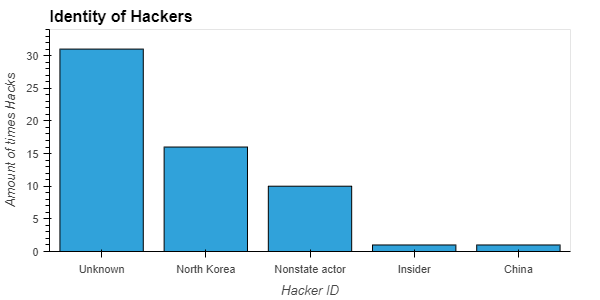 Identity of Hackers
Amount of times Hacks
30
25
20
15
10
5
0
Unknown North Korea Nonstate actor Insider China
Hacker ID